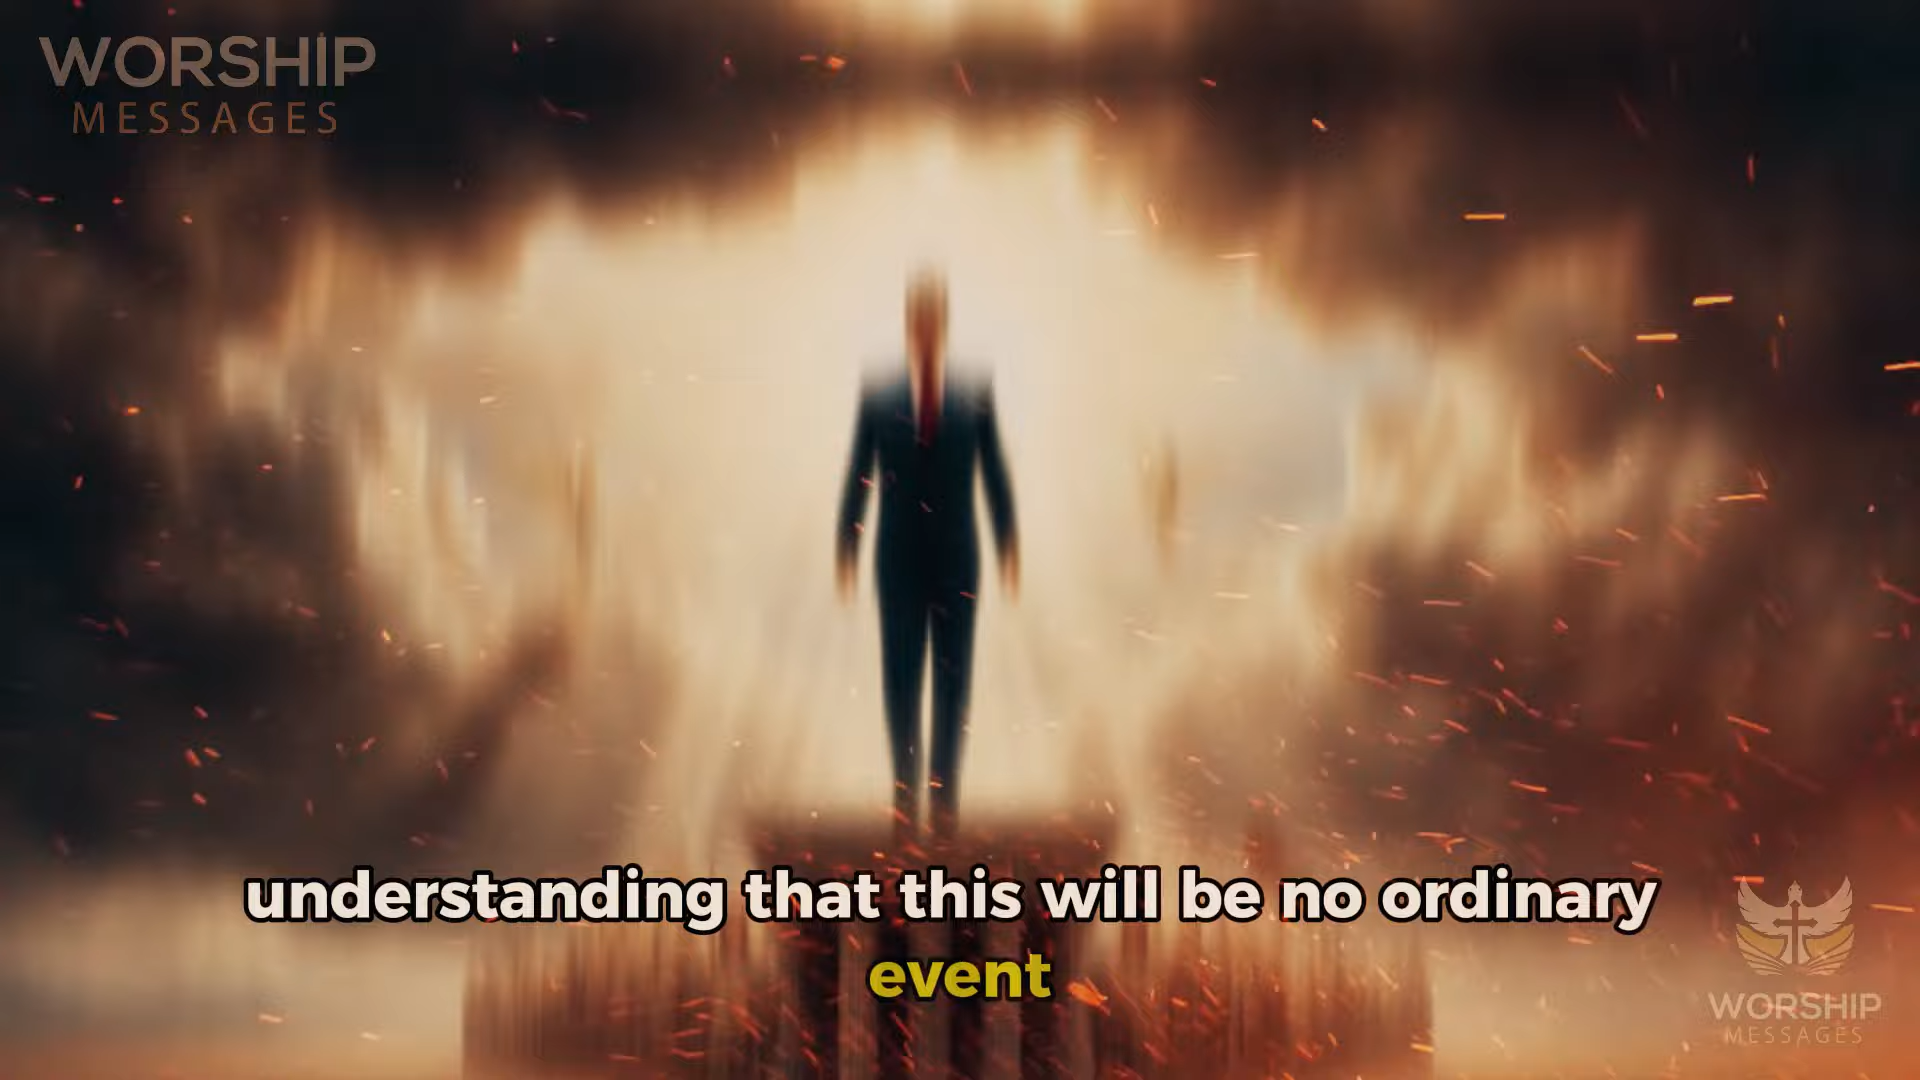 WORSHIP
MESSAGES
understanding that this will be no ordinary
event
WORSHIP
MESSAGES